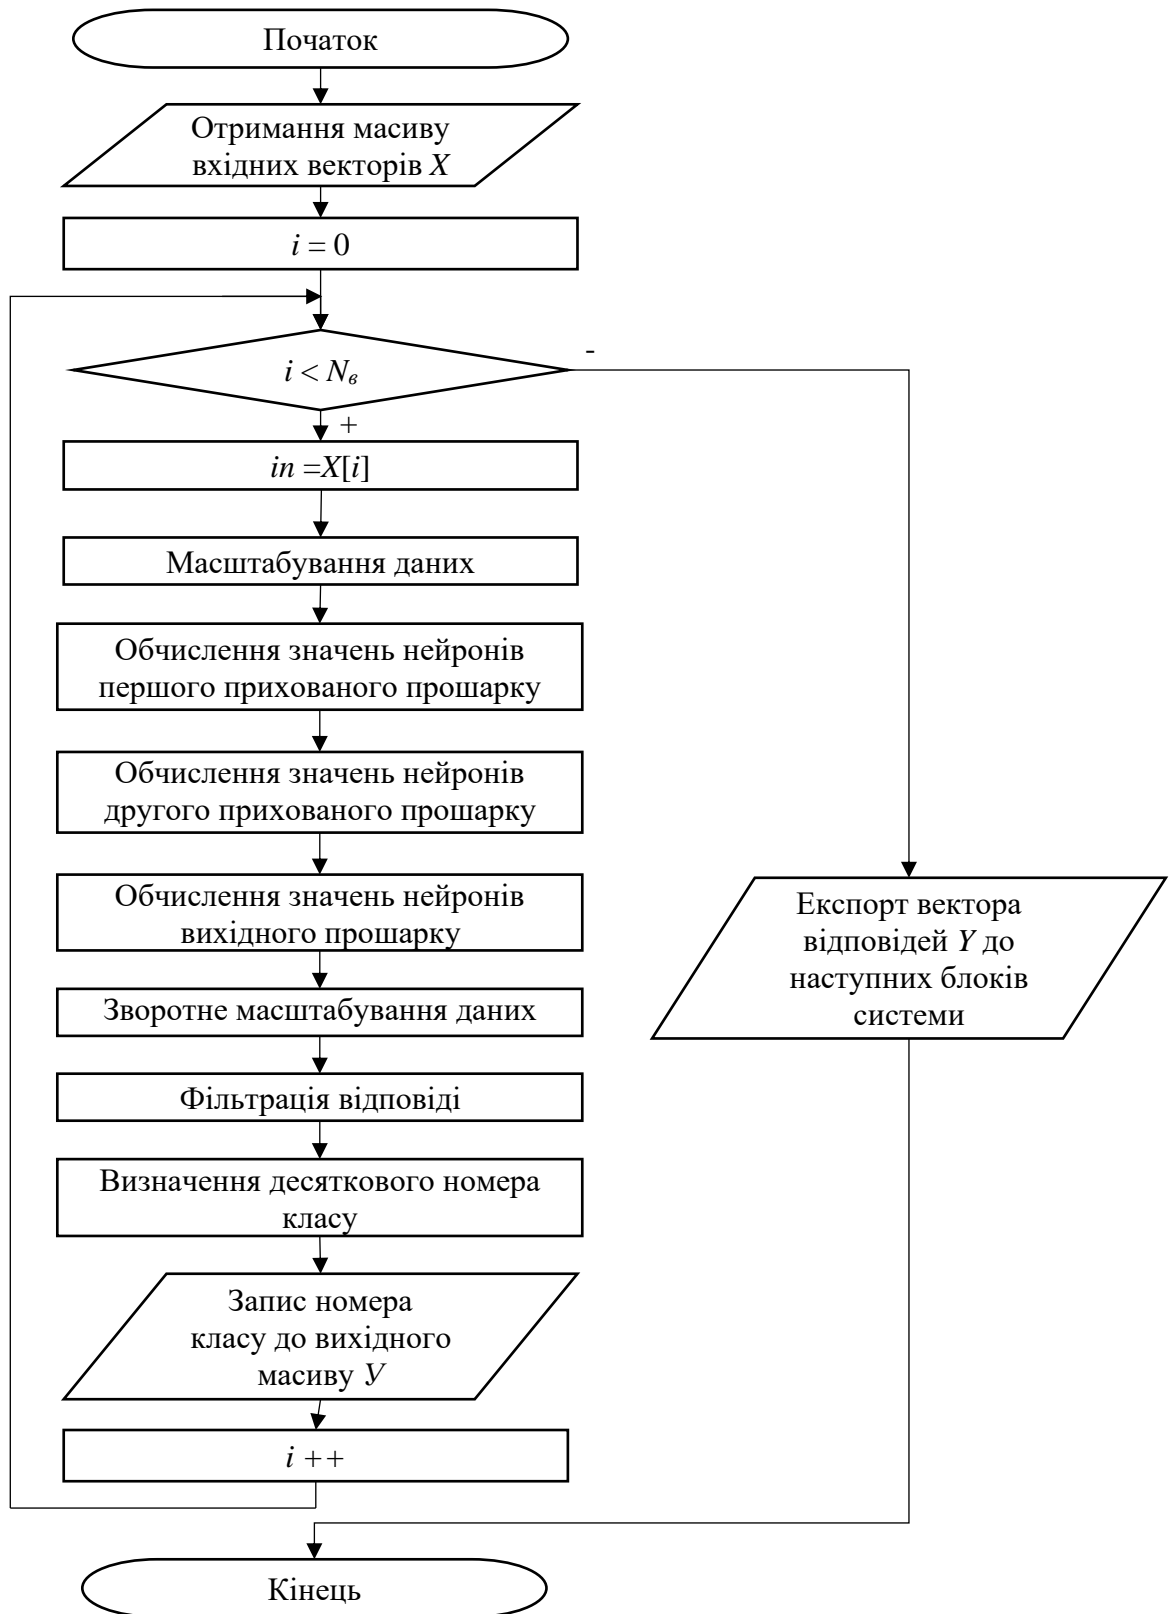 Початок
Отримання масиву
вхідних векторів X
i = 0
i < Nв
-
+
in =X[i]
Масштабування даних
Обчислення значень нейронів
першого прихованого прошарку
Обчислення значень нейронів
другого прихованого прошарку
Обчислення значень нейронів
вихідного прошарку
Зворотне масштабування даних
Фільтрація відповіді
Визначення десяткового номера
класу
Запис номера
класу до вихідного
масиву У
i ++
Експорт вектора
відповідей Y до
наступних блоків
системи
Кінець